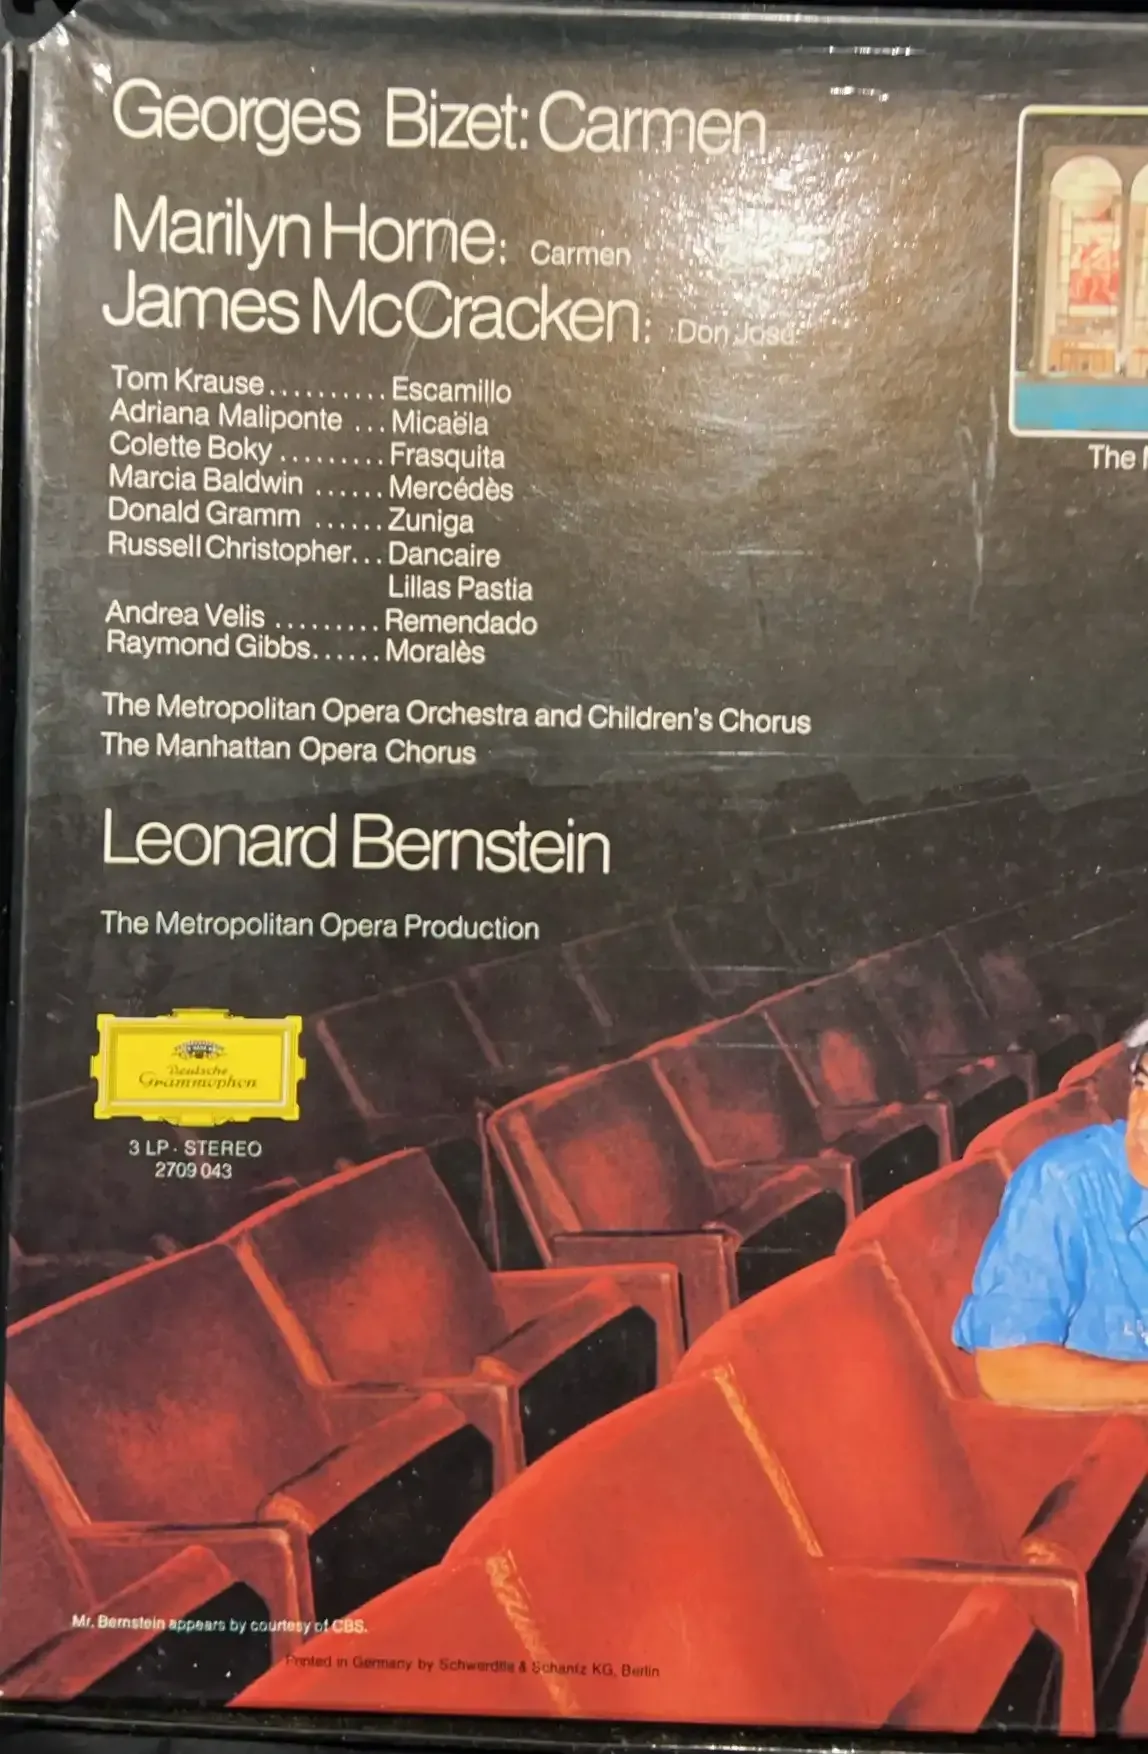 Georges Bizet: Carmen
Marilyn Horne: Carmen
James McCracken: Don José
Tom Krause.......... Escamillo
Adriana Maliponte ... Micaëla
Colette Boky ......... Frasquita
Marcia Baldwin ...... Mercédès
Donald Gramm ...... Zuniga
Russell Christopher... Dancaire
Lillas Pastia
Andrea Velis ......... Remendado
Raymond Gibbs...... Moralès
The Metropolitan Opera Orchestra and Children's Chorus
The Manhattan Opera Chorus
Leonard Bernstein
The Metropolitan Opera Production
Deutsche
Grammophon
3 LP · STEREO
2709 043
The
Mr. Bernstein appears by courtesy of CBS.
Printed in Germany by Schwerdtle & Schantz KG, Berlin